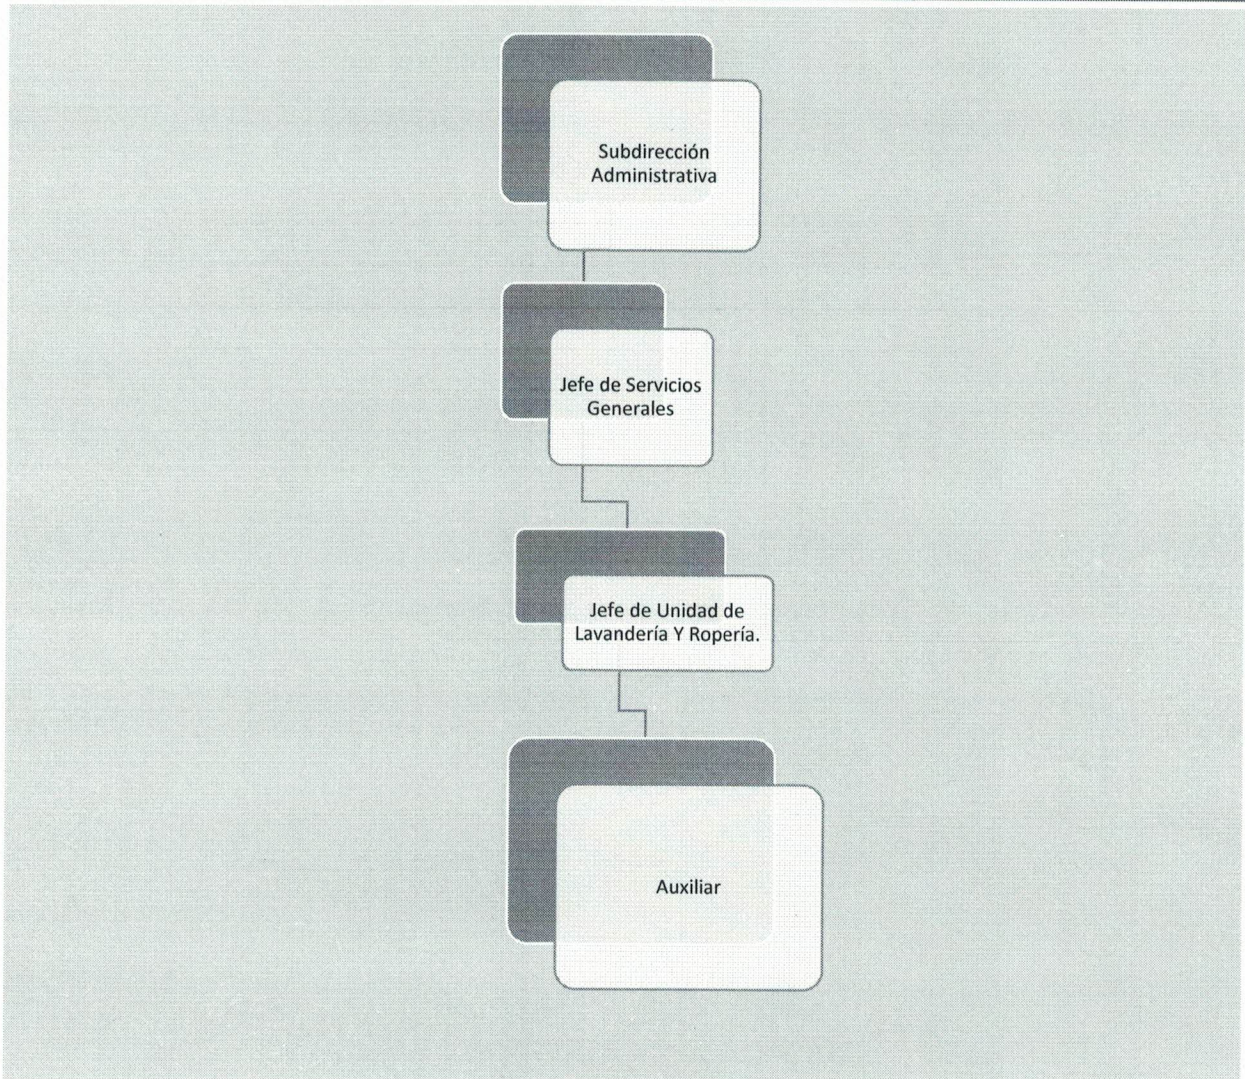 Subdirección
Administrativa
Jefe de Servicios
Generales
Jefe de Unidad de
Lavandería Y Ropería.
Auxiliar